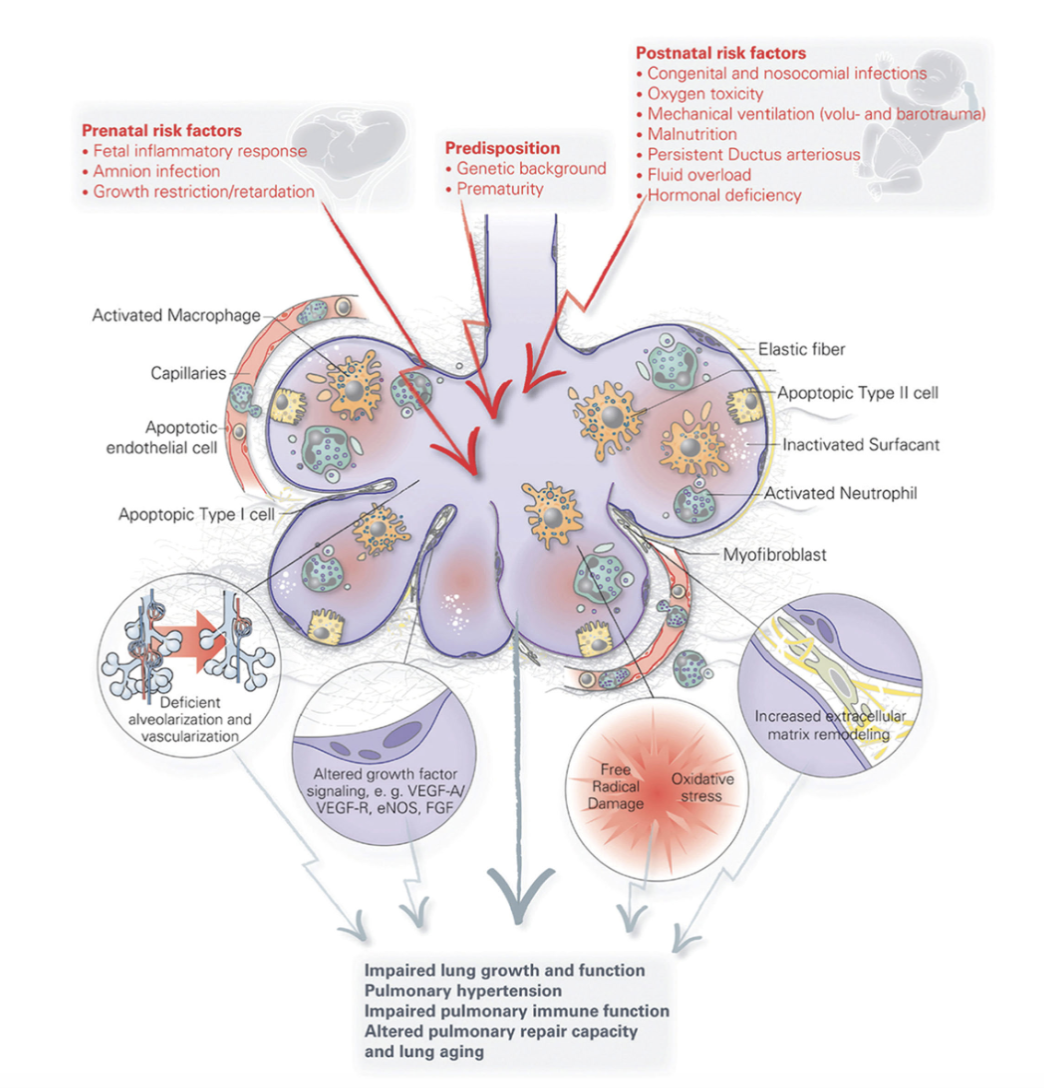 Postnatal risk factors
• Congenital and nosocomial infections
• Oxygen toxicity
• Mechanical ventilation (volu- and barotrauma)
• Malnutrition
• Persistent Ductus arteriosus
• Fluid overload
• Hormonal deficiency
Prenatal risk factors
• Fetal inflammatory response
• Amnion infection
• Growth restriction/retardation
Predisposition
• Genetic background
• Prematurity
Activated Macrophage
Capillaries
Apoptotic
endothelial cell
Apoptopic Type I cell
Elastic fiber
Apoptopic Type II cell
Inactivated Surfacant
Activated Neutrophil
Myofibroblast
Deficient
alveolarization and
vascularization
Altered growth factor
signaling, e. g. VEGF-A/
VEGF-R, eNOS, FGF
Free
Radical
Damage
Oxidative
stress
Increased extracellular
matrix remodeling
Impaired lung growth and function
Pulmonary hypertension
Impaired pulmonary immune function
Altered pulmonary repair capacity
and lung aging